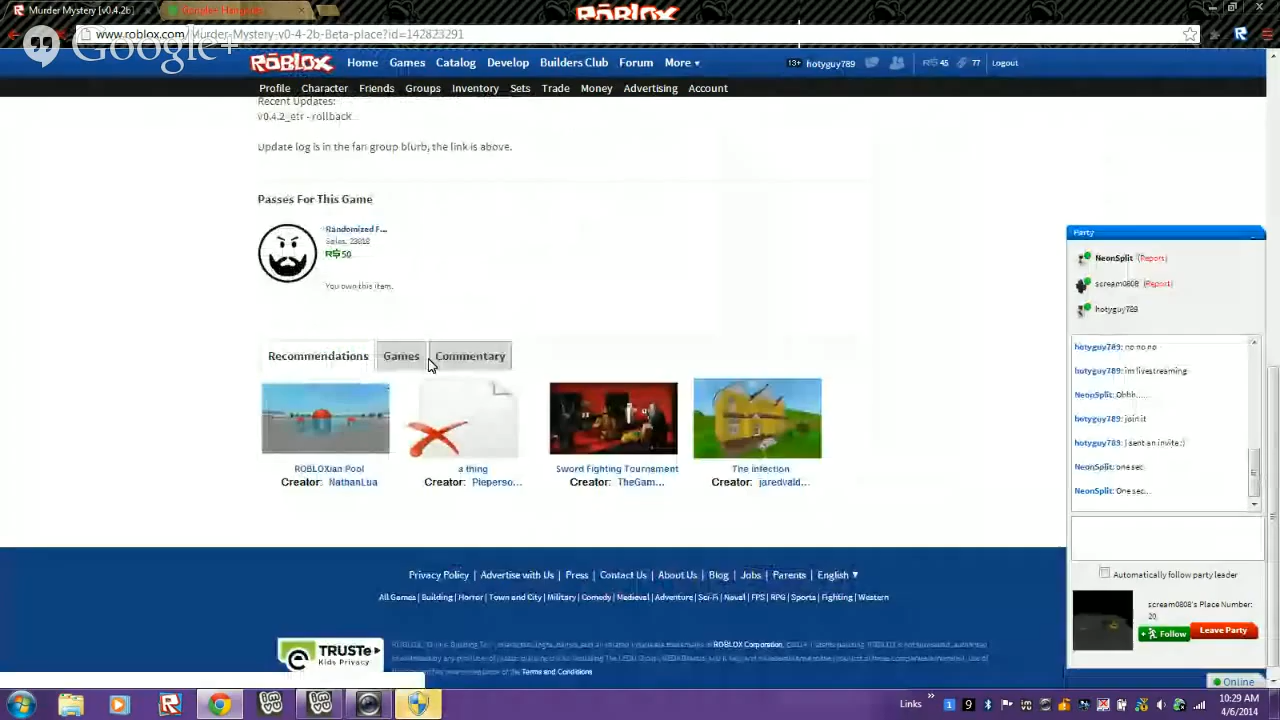 Murder Mystery [v0.4.2b]
ROBLOX
www.roblox.com/Murder-Mystery-v0-4-2b-Beta-place?id=142823291
Google+
ROBLOX Home Games Catalog Develop Builders Club Forum More 13+ hotyguy789 R$ 45 77 Logout
Profile Character Friends Groups Inventory Sets Trade Money Advertising Account
Recent Updates:
v0.4.2_etr - rollback
Update log is in the fan group blurb, the link is above.
Passes For This Game
Randomized F...
R$ 50
You own this item.
Recommendations Games Commentary
ROBLOXian Pool
Creator: NathanLua
a thing
Creator: Pieperso...
Sword Fighting Tournament
Creator: TheGam...
The Infection
Creator: jaredvald...
Party
NeonSplit (Report)
scream0808 (Report)
hotyguy789
hotyguy789: no no no
hotyguy789: im livestreaming
NeonSplit: Ohhh.....
hotyguy789: join it
hotyguy789: I sent an invite:)
NeonSplit: one sec.
NeonSplit: One sec...
Automatically follow party leader
scream0808's Place Number:
20
Follow Leave Party
Online
Privacy Policy | Advertise with Us | Press | Contact Us | About Us | Blog | Jobs | Parents | English
All Games | Building | Horror | Town and City | Military | Comedy | Medieval | Adventure | Sci-Fi | Naval | FPS | RPG | Sports | Fighting | Western
TRUSTe
Kids Privacy
ROBLOX Corporation
Terms and Conditions
Links
10:29 AM
4/6/2014